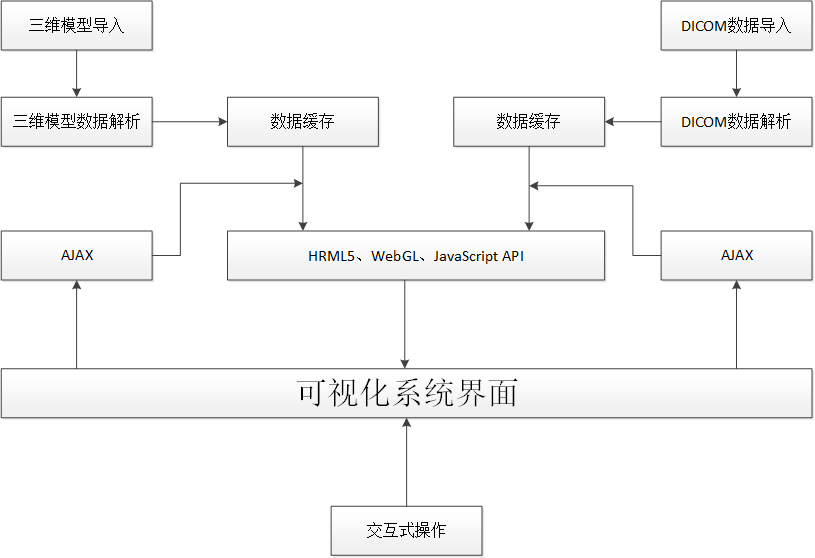 三维模型导入
DICOM数据导入
三维模型数据解析
数据缓存
数据缓存
DICOM数据解析
AJAX
HRML5、WebGL、JavaScript API
AJAX
可视化系统界面
交互式操作